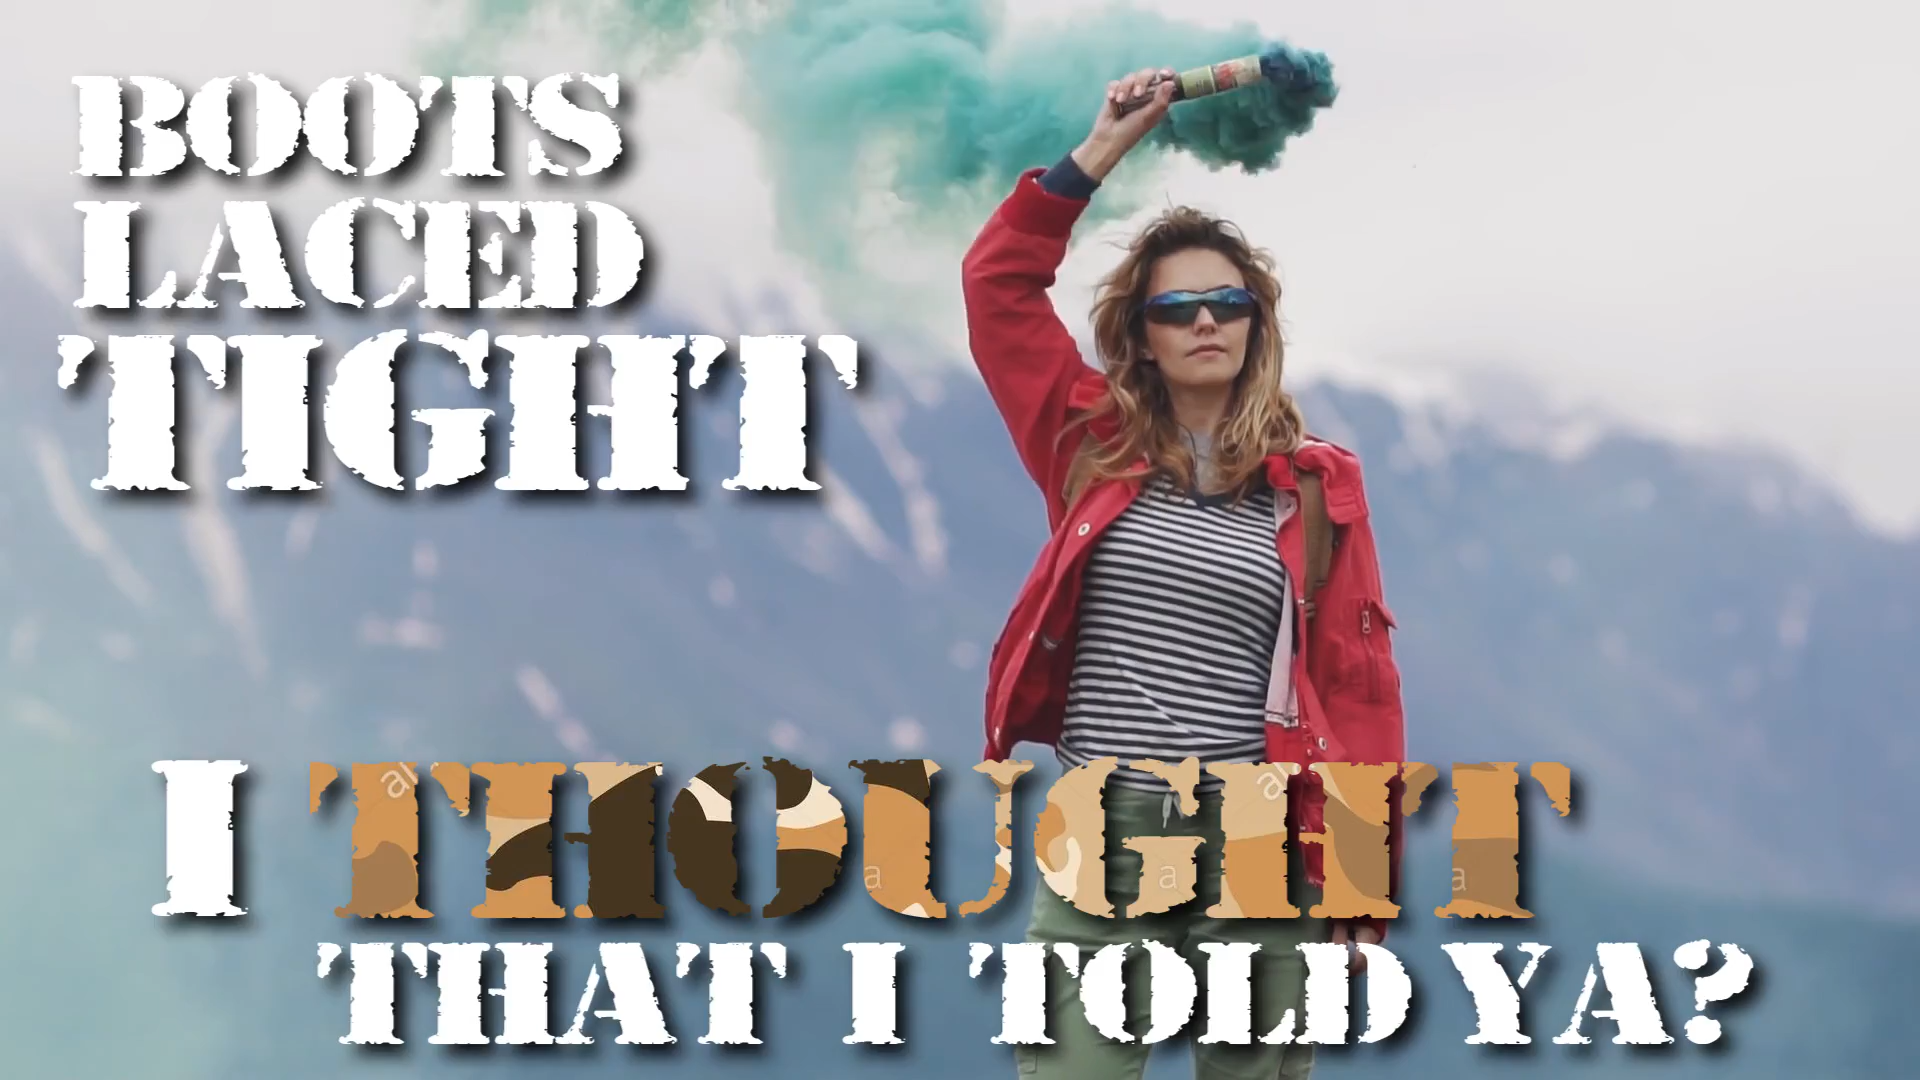 BOOTS
LACED
TIGHT
I THOUGHT
THAT I TOLD YA?